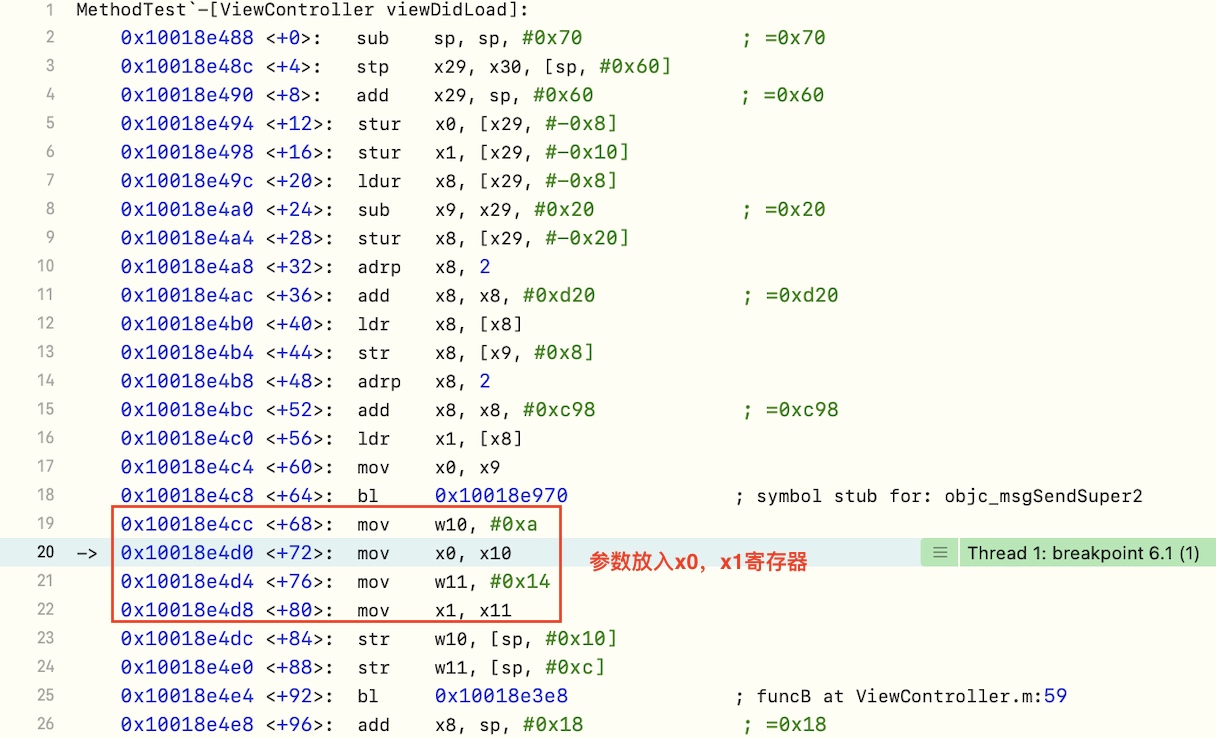 1 MethodTest`-[ViewController viewDidLoad]:
2 0x10018e488 <+0>: sub sp, sp, #0x70 ; =0x70
3 0x10018e48c <+4>: stp x29, x30, [sp, #0x60]
4 0x10018e490 <+8>: add x29, sp, #0x60 ; =0x60
5 0x10018e494 <+12>: stur x0, [x29, #-0x8]
6 0x10018e498 <+16>: stur x1, [x29, #-0x10]
7 0x10018e49c <+20>: ldur x8, [x29, #-0x8]
8 0x10018e4a0 <+24>: sub x9, x29, #0x20 ; =0x20
9 0x10018e4a4 <+28>: stur x8, [x29, #-0x20]
10 0x10018e4a8 <+32>: adrp x8, 2
11 0x10018e4ac <+36>: add x8, x8, #0xd20 ; =0xd20
12 0x10018e4b0 <+40>: ldr x8, [x8]
13 0x10018e4b4 <+44>: str x8, [x9, #0x8]
14 0x10018e4b8 <+48>: adrp x8, 2
15 0x10018e4bc <+52>: add x8, x8, #0xc98 ; =0xc98
16 0x10018e4c0 <+56>: ldr x1, [x8]
17 0x10018e4c4 <+60>: mov x0, x9
18 0x10018e4c8 <+64>: bl 0x10018e970 ; symbol stub for: objc_msgSendSuper2
19 0x10018e4cc <+68>: mov w10, #0xa
20 -> 0x10018e4d0 <+72>: mov x0, x10 参数放入x0，x1寄存器 Thread 1: breakpoint 6.1 (1)
21 0x10018e4d4 <+76>: mov w11, #0x14
22 0x10018e4d8 <+80>: mov x1, x11
23 0x10018e4dc <+84>: str w10, [sp, #0x10]
24 0x10018e4e0 <+88>: str w11, [sp, #0xc]
25 0x10018e4e4 <+92>: bl 0x10018e3e8 ; funcB at ViewController.m:59
26 0x10018e4e8 <+96>: add x8, sp, #0x18 ; =0x18